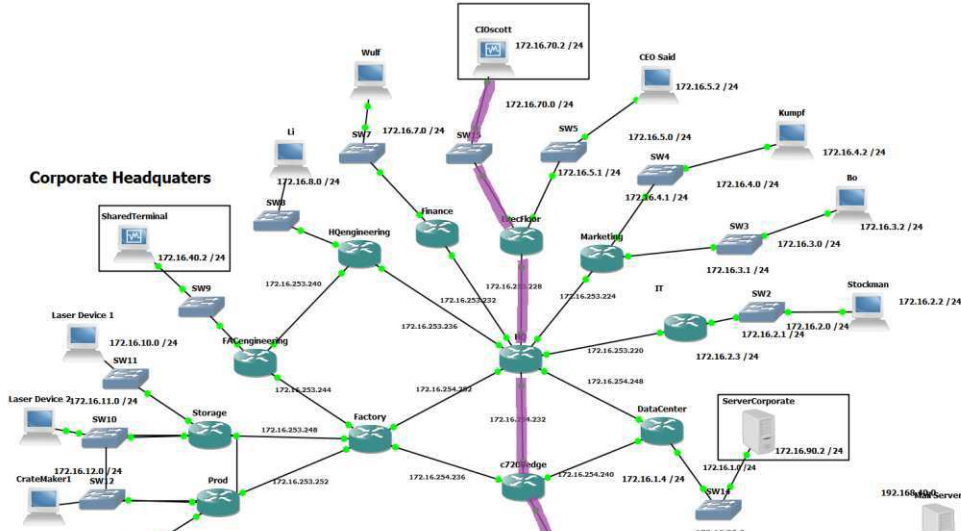 CIOscott
172.16.70.2 /24
Wulf
CEO Said
172.16.5.2 /24
172.16.70.0 /24
Kumpf
172.16.7.0 /24
SW7
SW5
172.16.5.0 /24
Li
172.16.4.2 /24
SW4
172.16.8.0 /24
172.16.5.1 /24
172.16.4.0 /24
Bo
Corporate Headquaters
172.16.4.1 /24
SW8
Finance
SharedTerminal
SW3
172.16.3.2 /24
HQengineering
Marketing
172.16.3.0 /24
172.16.40.2 /24
172.16.3.1 /24
172.16.253.240
IT
SW9
SW2
Stockman
172.16.253.232
172.16.253.224
172.16.2.2 /24
Laser Device 1
172.16.2.0 /24
172.16.253.236
172.16.2.1 /24
FACengineering
172.16.10.0 /24
172.16.253.220
172.16.2.3 /24
SW11
172.16.253.244
172.16.254.248
172.16.11.0 /24
Laser Device 2
SW10
Storage
Factory
DataCenter
ServerCorporate
172.16.253.248
172.16.90.2 /24
172.16.12.0 /24
172.16.1.0 /24
CrateMaker1
SW12
Prod
172.16.253.252
172.16.254.236
172.16.254.240
172.16.1.4 /24
SW14